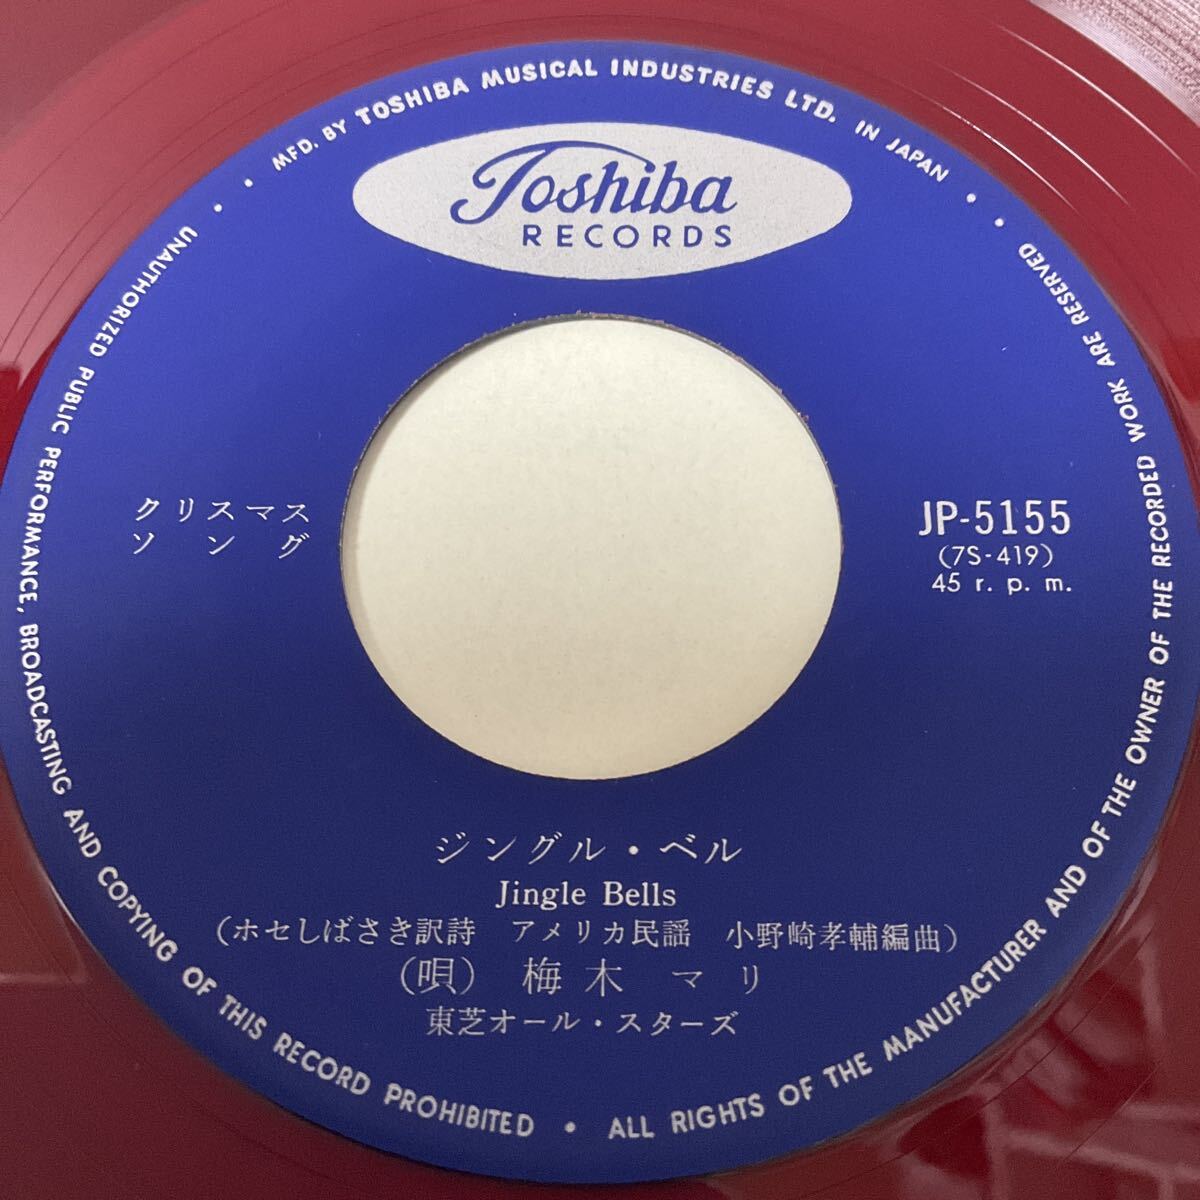 MFD. BY TOSHIBA MUSICAL INDUSTRIES LTD. IN JAPAN
Toshiba
RECORDS
クリスマス
ソング
JP-5155
(7S-419)
45 r. p. m.
ジングル・ベル
Jingle Bells
(ホセしばさき訳詩 アメリカ民謡 小野崎孝輔編曲)
(唄) 梅木 マリ
東芝オール・スターズ
ALL RIGHTS OF THE MANUFACTURER AND OF THE OWNER OF THE RECORDED WORK ARE RESERVED
UNAUTHORIZED PUBLIC PERFORMANCE, BROADCASTING AND COPYING OF THIS RECORD PROHIBITED